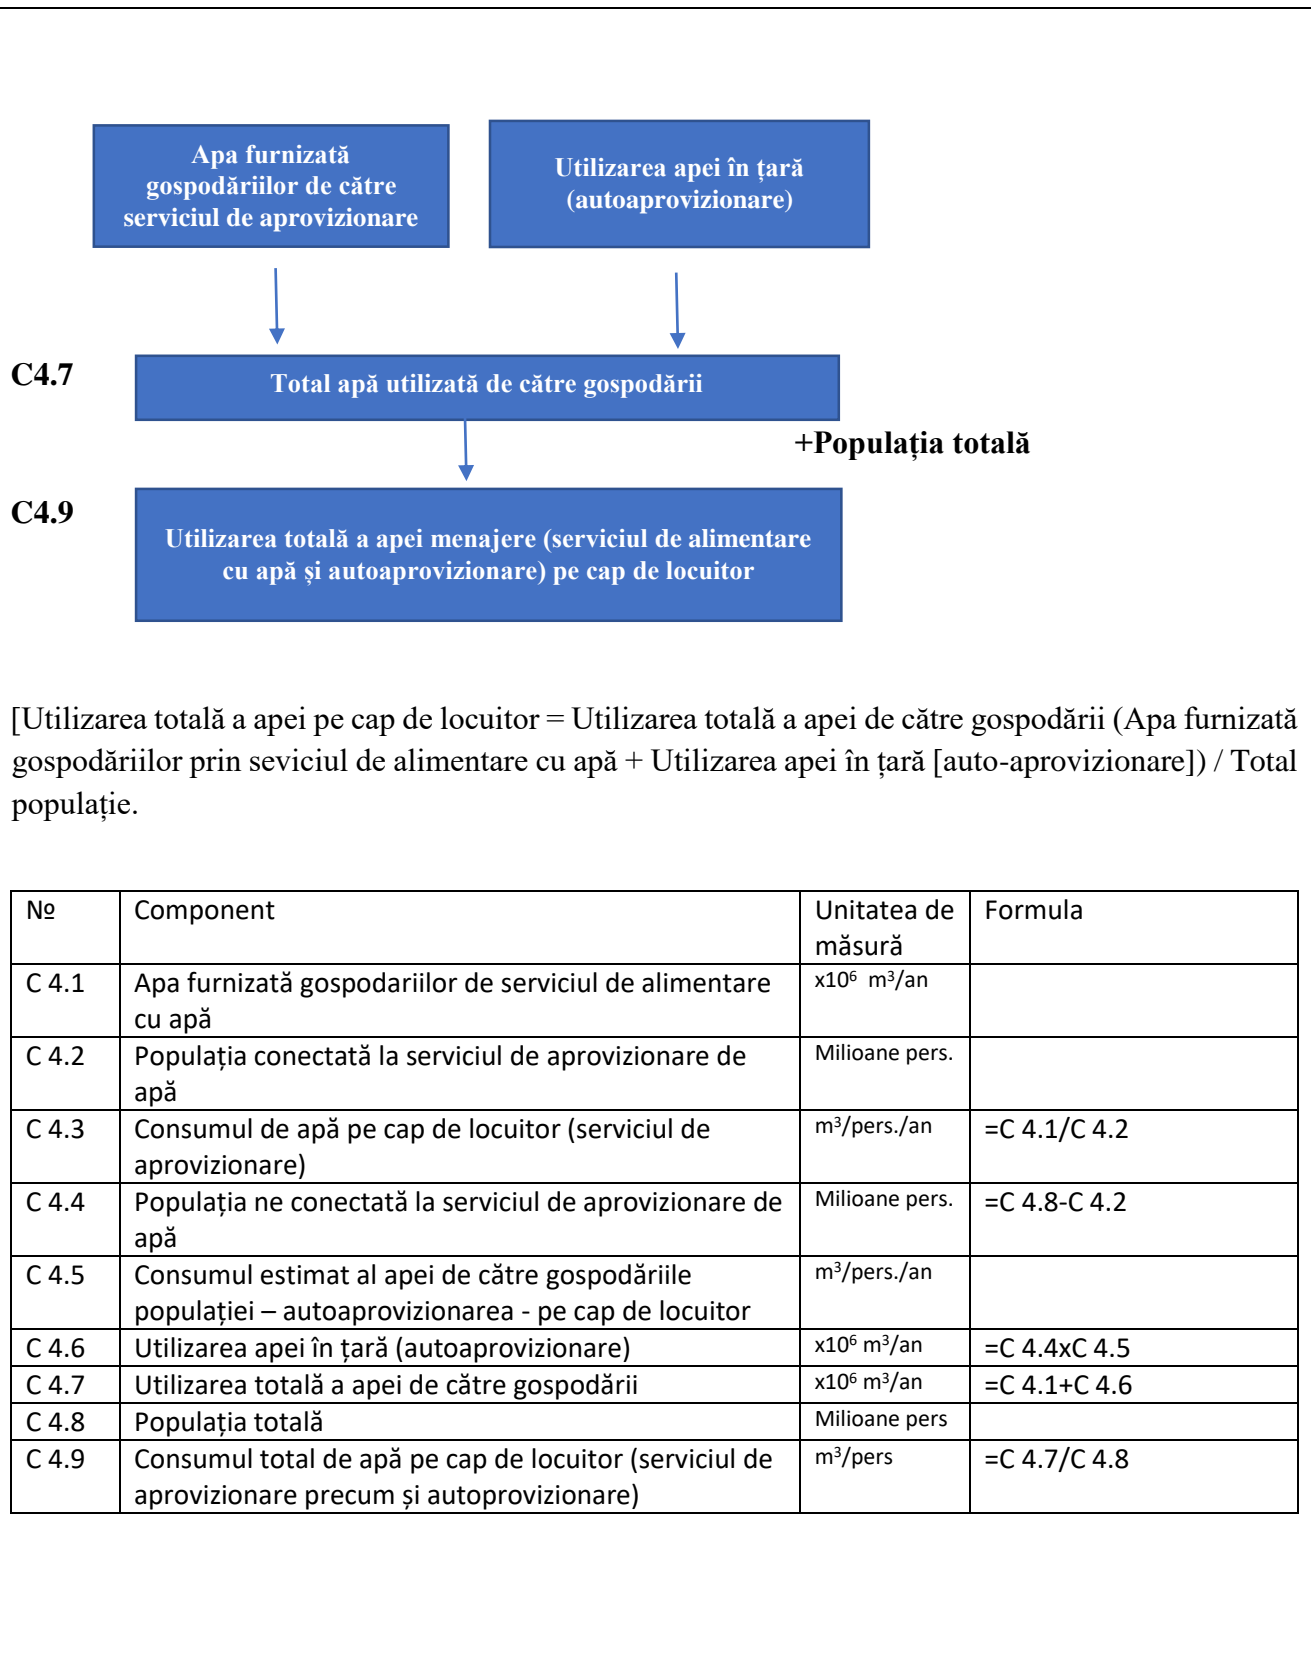 Apa furnizată
gospodăriilor de către
serviciul de aprovizionare
Utilizarea apei în țară
(autoaprovizionare)
C4.7
Total apă utilizată de către gospodării
+Populația totală
C4.9
Utilizarea totală a apei menajere (serviciul de alimentare
cu apă și autoaprovizionare) pe cap de locuitor
[Utilizarea totală a apei pe cap de locuitor = Utilizarea totală a apei de către gospodării (Apa furnizată
gospodăriilor prin seviciul de alimentare cu apă + Utilizarea apei în țară [auto-aprovizionare]) / Total
populație.
№ Component Unitatea de Formula
măsură
C 4.1 Apa furnizată gospodariilor de serviciul de alimentare x10⁶ m³/an
cu apă
C 4.2 Populația conectată la serviciul de aprovizionare de Milioane pers.
apă
C 4.3 Consumul de apă pe cap de locuitor (serviciul de m³/pers./an =C 4.1/C 4.2
aprovizionare)
C 4.4 Populația ne conectată la serviciul de aprovizionare de Milioane pers. =C 4.8-C 4.2
apă
C 4.5 Consumul estimat al apei de către gospodăriile m³/pers./an
populației – autoaprovizionarea - pe cap de locuitor
C 4.6 Utilizarea apei în țară (autoaprovizionare) x10⁶ m³/an =C 4.4xC 4.5
C 4.7 Utilizarea totală a apei de către gospodării x10⁶ m³/an =C 4.1+C 4.6
C 4.8 Populația totală Milioane pers
C 4.9 Consumul total de apă pe cap de locuitor (serviciul de m³/pers =C 4.7/C 4.8
aprovizionare precum și autoprovizionare)